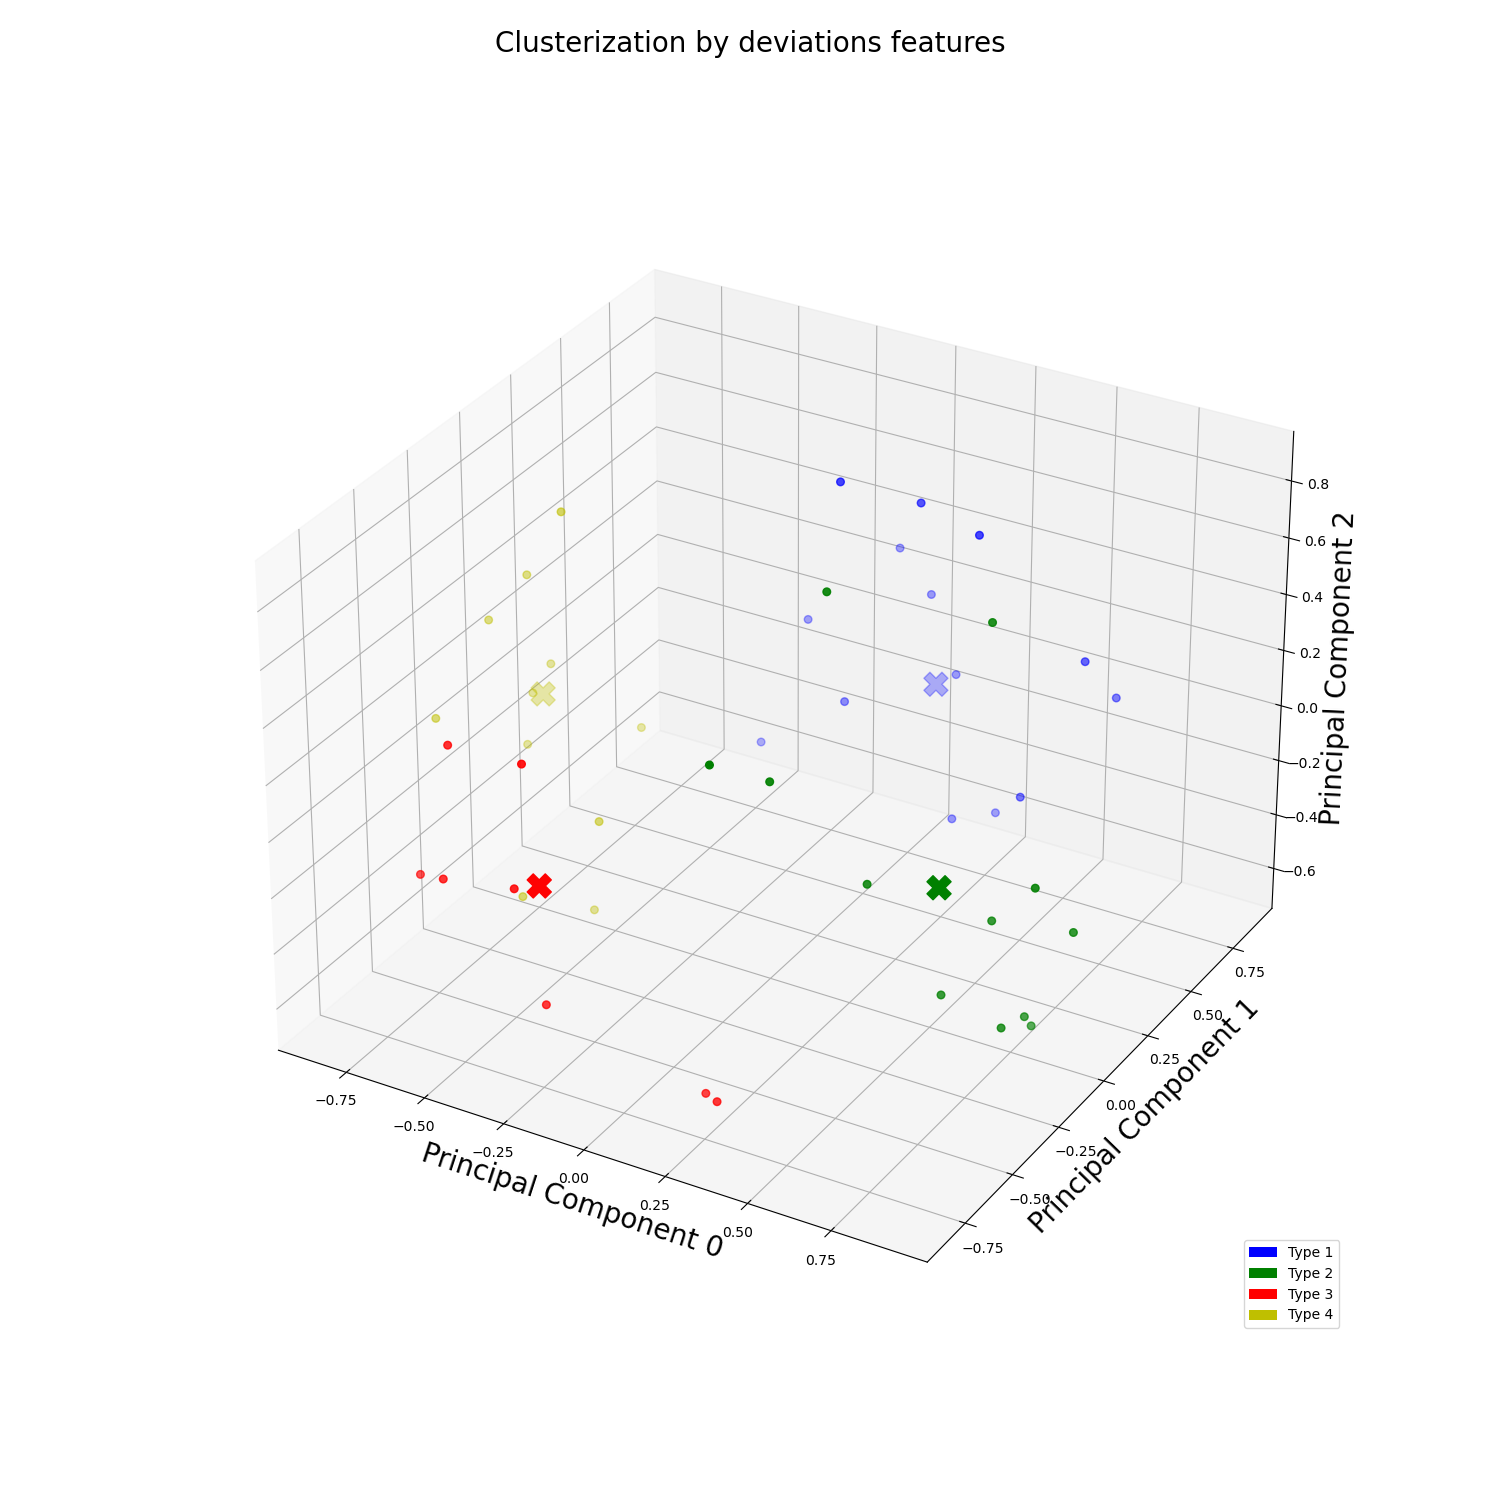 Clusterization by deviations features
0.8
0.6
0.4
0.2
0.0
−0.2
−0.4
−0.6
Principal Component 2
0.75
0.50
0.25
0.00
−0.25
−0.50
−0.75
Principal Component 1
−0.75
−0.50
−0.25
0.00
0.25
0.50
0.75
Principal Component 0
Type 1
Type 2
Type 3
Type 4